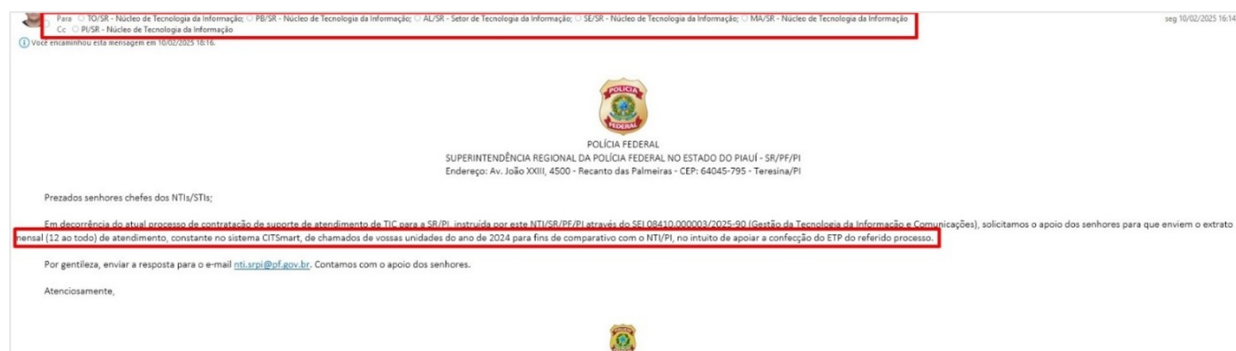 Para TO/SR - Núcleo de Tecnologia da Informação; PB/SR - Núcleo de Tecnologia da Informação; AL/SR - Setor de Tecnologia da Informação; SE/SR - Núcleo de Tecnologia da Informação; MA/SR - Núcleo de Tecnologia da Informação
seg 10/02/2025 16:14
Cc PI/SR - Núcleo de Tecnologia da Informação
Você encaminhou esta mensagem em 10/02/2025 18:16.
POLÍCIA
FEDERAL
POLÍCIA FEDERAL
SUPERINTENDÊNCIA REGIONAL DA POLÍCIA FEDERAL NO ESTADO DO PIAUÍ - SR/PF/PI
Endereço: Av. João XXIII, 4500 - Recanto das Palmeiras - CEP: 64045-795 - Teresina/PI
Prezados senhores chefes dos NTIs/STIs;
Em decorrência do atual processo de contratação de suporte de atendimento de TIC para a SR/PI, instruída por este NTI/SR/PF/PI através do SEI 08410.000003/2025-90 (Gestão da Tecnologia da Informação e Comunicações), solicitamos o apoio dos senhores para que enviem o extrato
mensal (12 ao todo) de atendimento, constante no sistema CITSmart, de chamados de vossas unidades do ano de 2024 para fins de comparativo com o NTI/PI, no intuito de apoiar a confecção do ETP do referido processo.
Por gentileza, enviar a resposta para o e-mail nti.srpi@pf.gov.br. Contamos com o apoio dos senhores.
Atenciosamente,